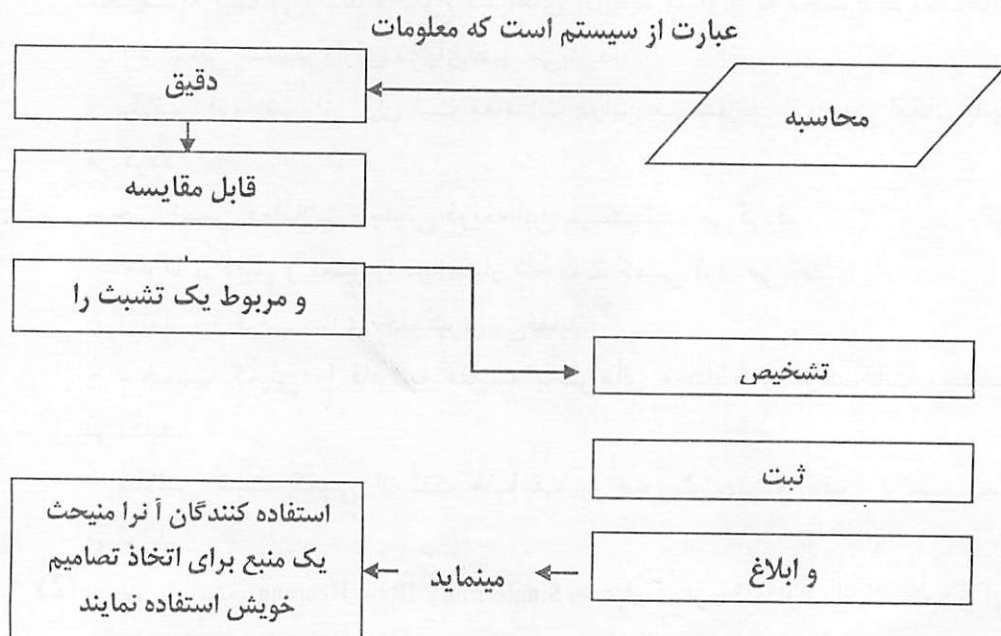 عبارت از سیستم است که معلومات
محاسبه
دقیق
قابل مقایسه
و مربوط یک تشبث را
تشخیص
ثبت
و ابلاغ
مینماید
استفاده کنندگان آ نرا منیحث
یک منبع برای اتخاذ تصامیم
خویش استفاده نمایند